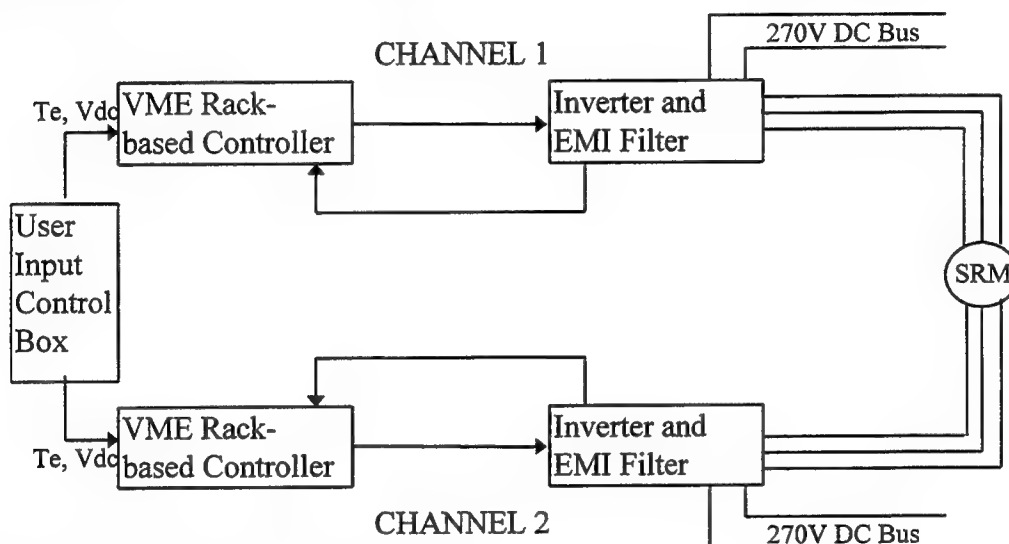 270V DC Bus
CHANNEL 1
Te, Vdc
VME Rack-
based Controller
Inverter and
EMI Filter
User
Input
Control
Box
SRM
VME Rack-
based Controller
Inverter and
EMI Filter
Te, Vdc
CHANNEL 2
270V DC Bus